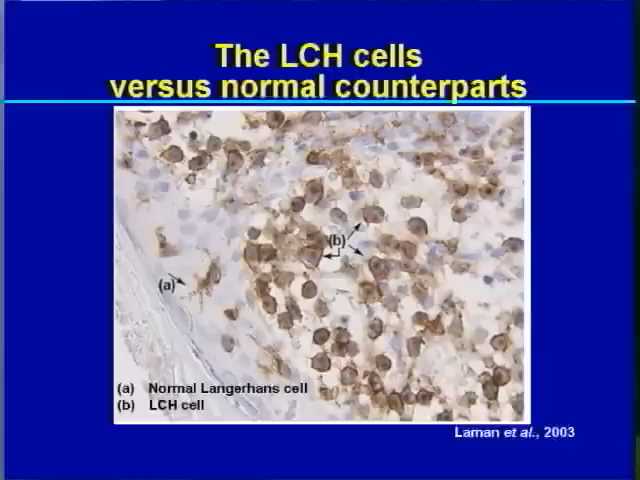 The LCH cells
versus normal counterparts
(b)
(a)
(a) Normal Langerhans cell
(b) LCH cell
Laman et al., 2003